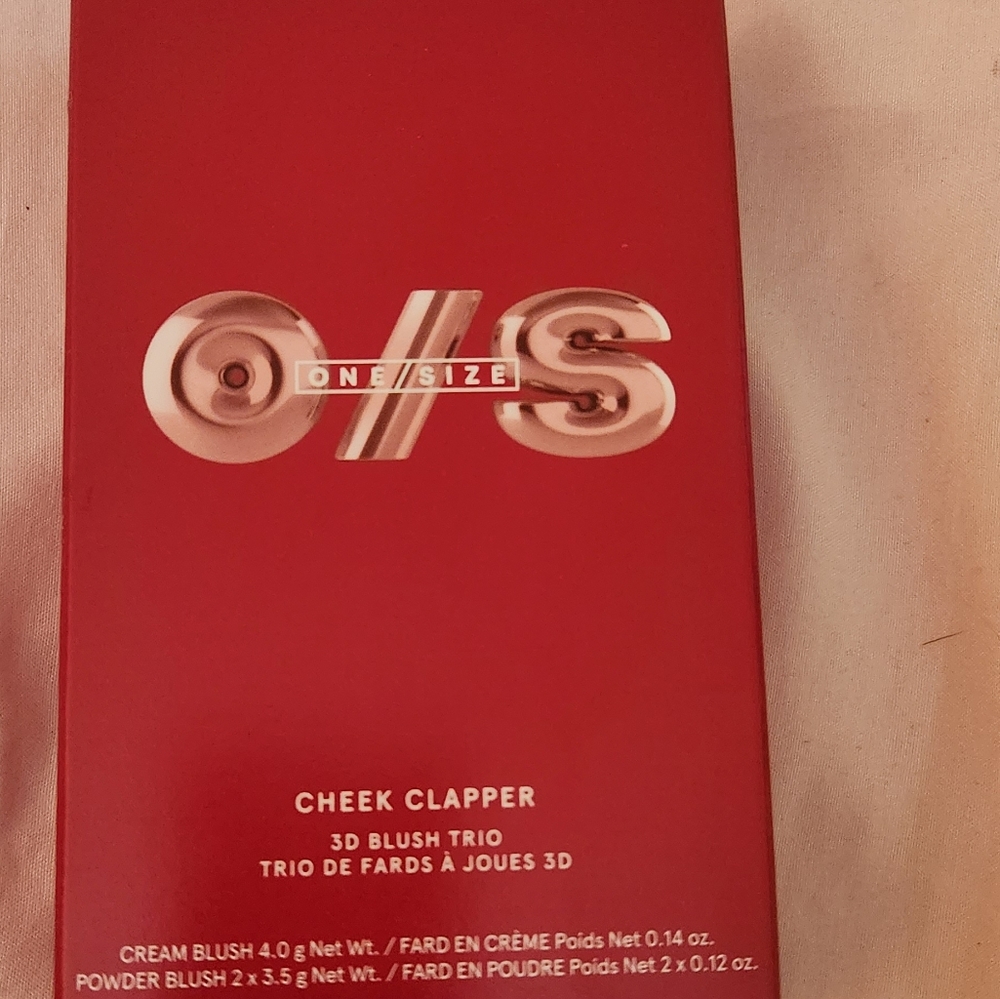 O/S
ONE/SIZE
CHEEK CLAPPER
3D BLUSH TRIO
TRIO DE FARDS À JOUES 3D
CREAM BLUSH 4.0 g Net Wt. / FARD EN CRÈME Poids Net 0.14 oz.
POWDER BLUSH 2 x 3.5 g Net Wt. / FARD EN POUDRE Poids Net 2 x 0.12 oz.